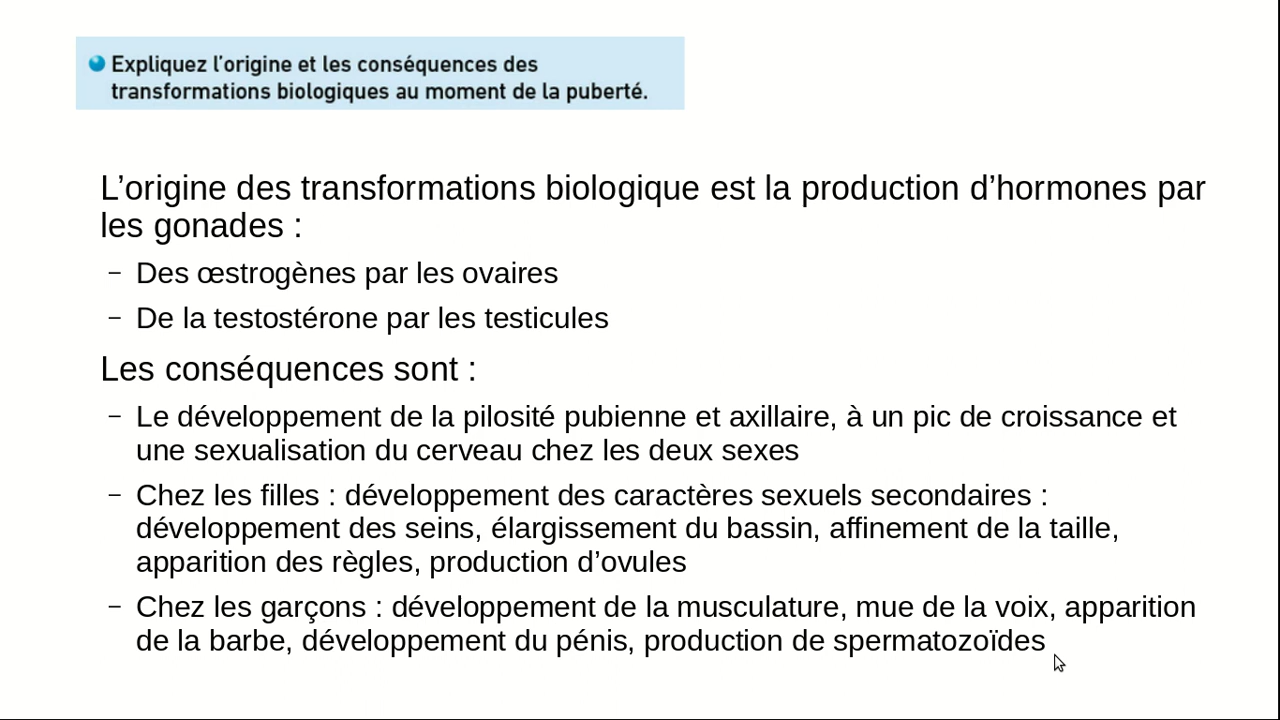 Expliquez l'origine et les conséquences des
transformations biologiques au moment de la puberté.
L'origine des transformations biologique est la production d'hormones par
les gonades :
– Des œstrogènes par les ovaires
– De la testostérone par les testicules
Les conséquences sont :
– Le développement de la pilosité pubienne et axillaire, à un pic de croissance et
une sexualisation du cerveau chez les deux sexes
– Chez les filles : développement des caractères sexuels secondaires :
développement des seins, élargissement du bassin, affinement de la taille,
apparition des règles, production d'ovules
– Chez les garçons : développement de la musculature, mue de la voix, apparition
de la barbe, développement du pénis, production de spermatozoïdes